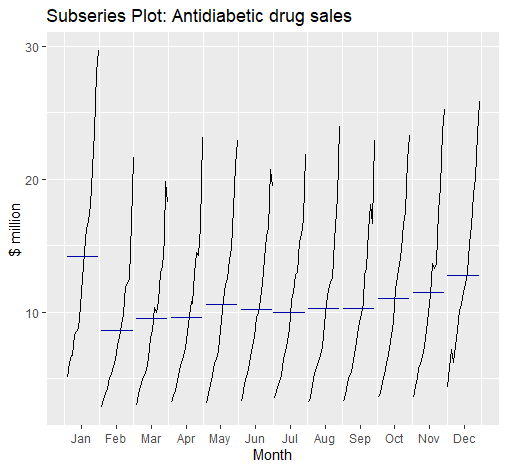 Subseries Plot: Antidiabetic drug sales
30
20
10
$ million
Jan Feb Mar Apr May Jun Jul Aug Sep Oct Nov Dec
Month